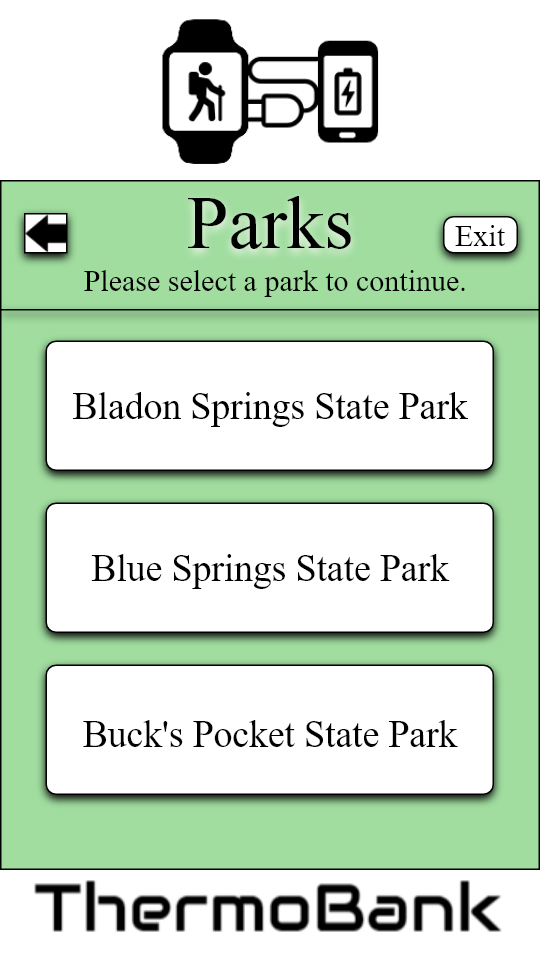 Parks
Exit
Please select a park to continue.
Bladon Springs State Park
Blue Springs State Park
Buck's Pocket State Park
ThermoBank